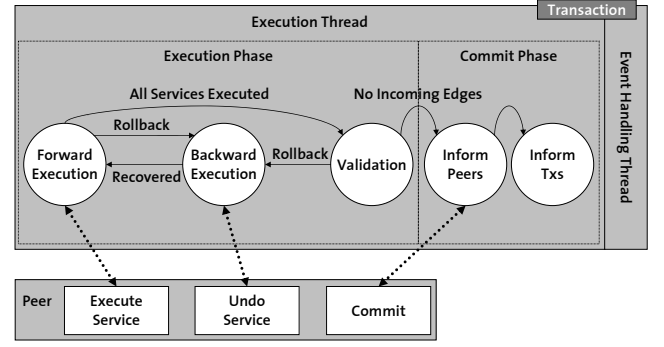 Transaction
Execution Thread
Execution Phase
Commit Phase
All Services Executed
No Incoming Edges
Rollback
Rollback
Recovered
Forward
Execution
Backward
Execution
Validation
Inform
Peers
Inform
Txs
Event Handling Thread
Peer
Execute
Service
Undo
Service
Commit